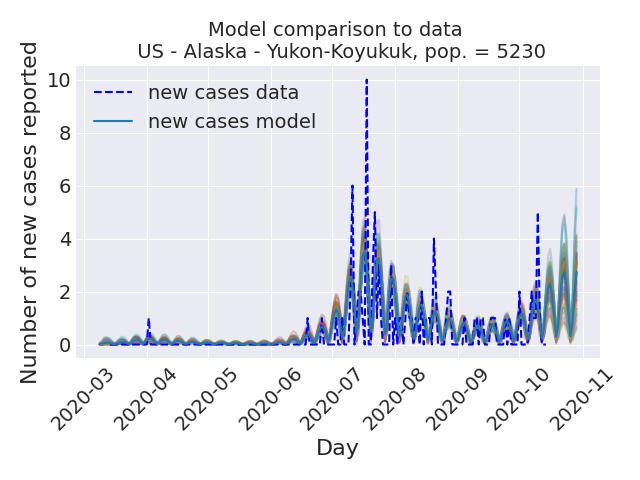 Model comparison to data
US - Alaska - Yukon-Koyukuk, pop. = 5230
Number of new cases reported
10
8
6
4
2
0
new cases data
new cases model
2020-03
2020-04
2020-05
2020-06
2020-07
2020-08
2020-09
2020-10
2020-11
Day